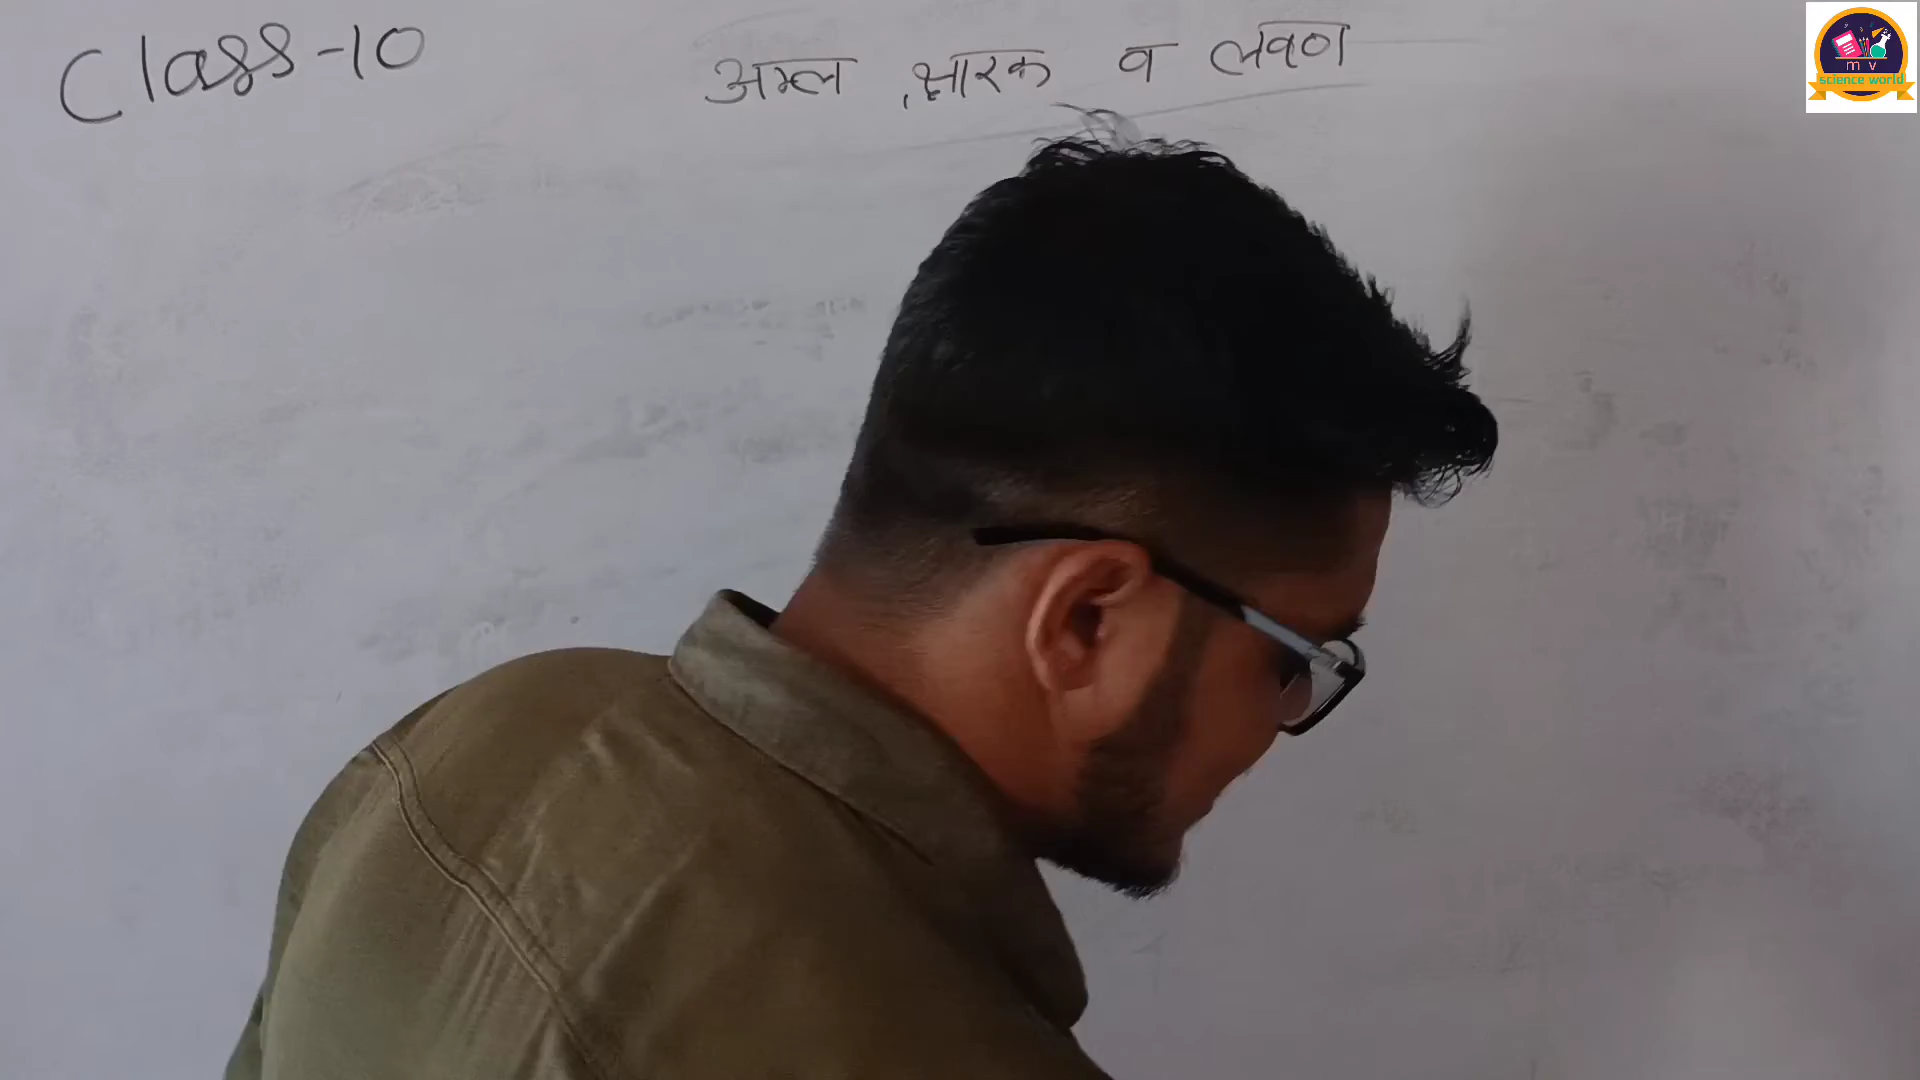 Class-10
अम्ल, क्षारक व लवण
m v
science world